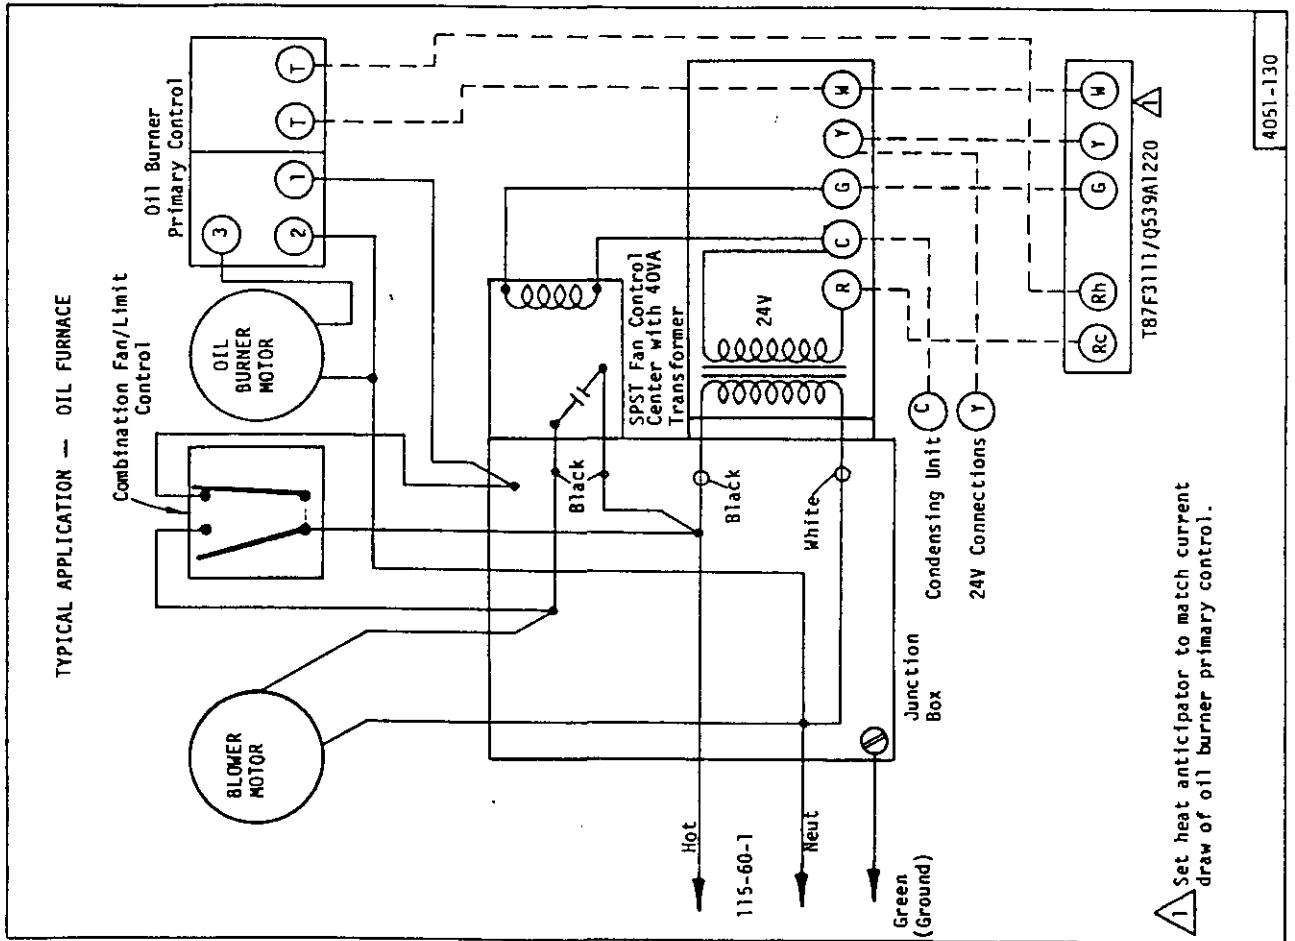 TYPICAL APPLICATION — OIL FURNACE
Combination Fan/Limit
Control
Oil Burner
Primary Control
BLOWER
MOTOR
OIL
BURNER
MOTOR
3
2
1
T
T
Hot
115-60-1
Neut
Green
(Ground)
Junction
Box
Black
Black
White
SPST Fan Control
Center with 40VA
Transformer
24V
R
C
G
Y
W
Condensing Unit
24V Connections
C
Y
Rc
Rh
G
Y
W
T87F3111/Q539A1220
1
1
Set heat anticipator to match current
draw of oil burner primary control.
4051-130